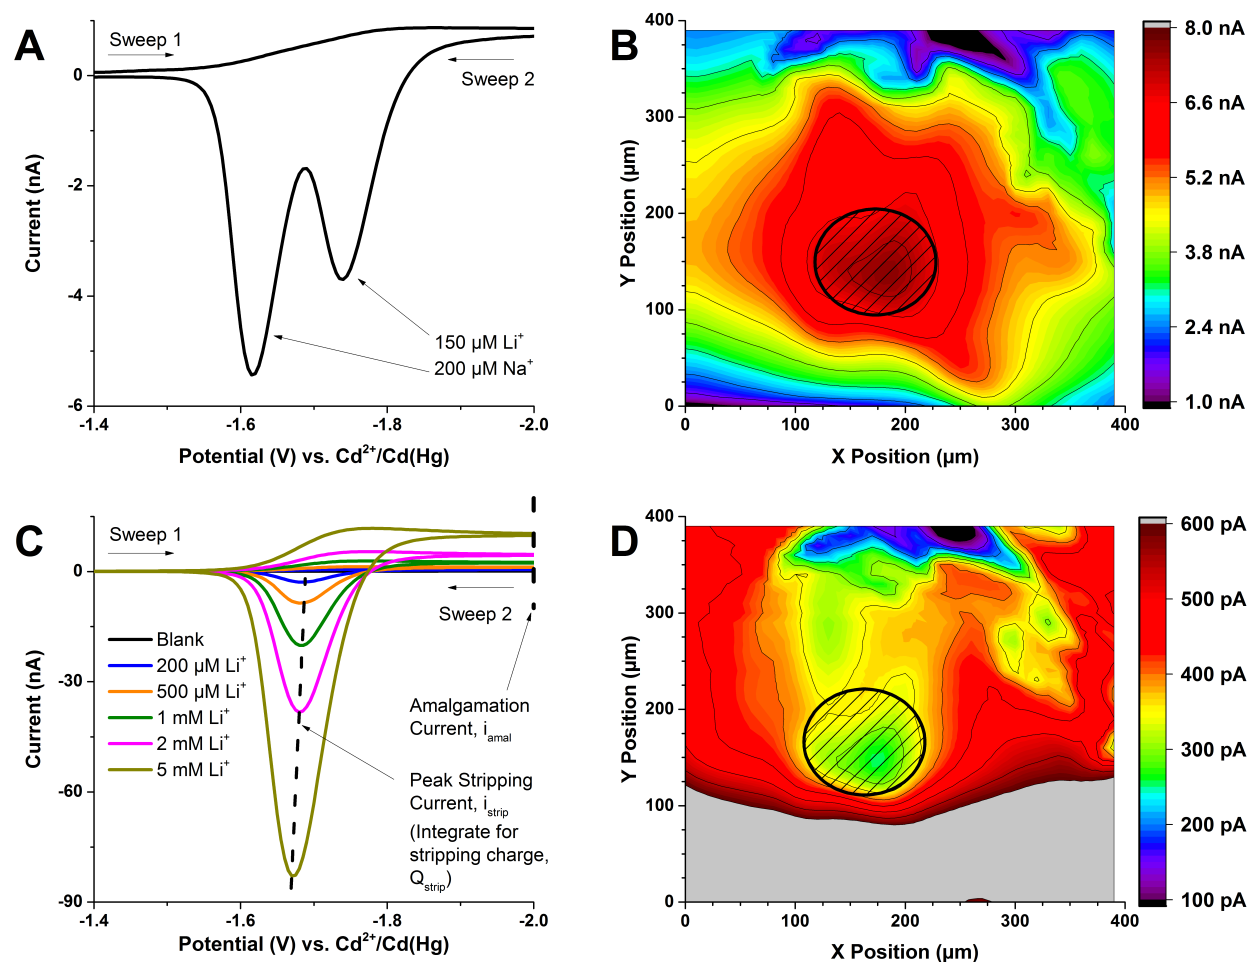 A
Sweep 1
Sweep 2
150 µM Li⁺
200 µM Na⁺
Current (nA)
0
-2
-4
-6
-1.4
-1.6
-1.8
-2.0
Potential (V) vs. Cd²⁺/Cd(Hg)
B
Y Position (µm)
400
300
200
100
0
0
100
200
300
400
X Position (µm)
8.0 nA
6.6 nA
5.2 nA
3.8 nA
2.4 nA
1.0 nA
C
Sweep 1
Sweep 2
Current (nA)
0
-30
-60
-90
Blank
200 µM Li⁺
500 µM Li⁺
1 mM Li⁺
2 mM Li⁺
5 mM Li⁺
Amalgamation
Current, i_amal
Peak Stripping
Current, i_strip
(Integrate for
stripping charge,
Q_strip)
-1.4
-1.6
-1.8
-2.0
Potential (V) vs. Cd²⁺/Cd(Hg)
D
Y Position (µm)
400
300
200
100
0
0
100
200
300
400
X Position (µm)
600 pA
500 pA
400 pA
300 pA
200 pA
100 pA